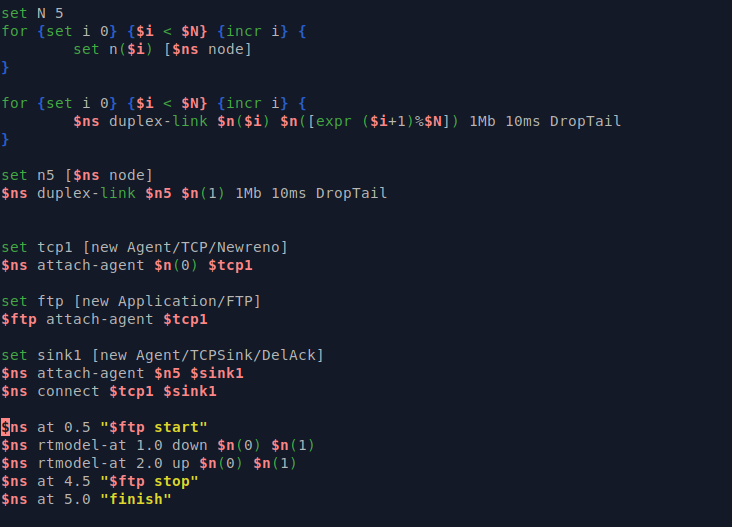 set N 5
for {set i 0} {$i < $N} {incr i} {
        set n($i) [$ns node]
}
for {set i 0} {$i < $N} {incr i} {
        $ns duplex-link $n($i) $n([expr ($i+1)%$N]) 1Mb 10ms DropTail
}
set n5 [$ns node]
$ns duplex-link $n5 $n(1) 1Mb 10ms DropTail
set tcp1 [new Agent/TCP/Newreno]
$ns attach-agent $n(0) $tcp1
set ftp [new Application/FTP]
$ftp attach-agent $tcp1
set sink1 [new Agent/TCPSink/DelAck]
$ns attach-agent $n5 $sink1
$ns connect $tcp1 $sink1
$ns at 0.5 "$ftp start"
$ns rtmodel-at 1.0 down $n(0) $n(1)
$ns rtmodel-at 2.0 up $n(0) $n(1)
$ns at 4.5 "$ftp stop"
$ns at 5.0 "finish"